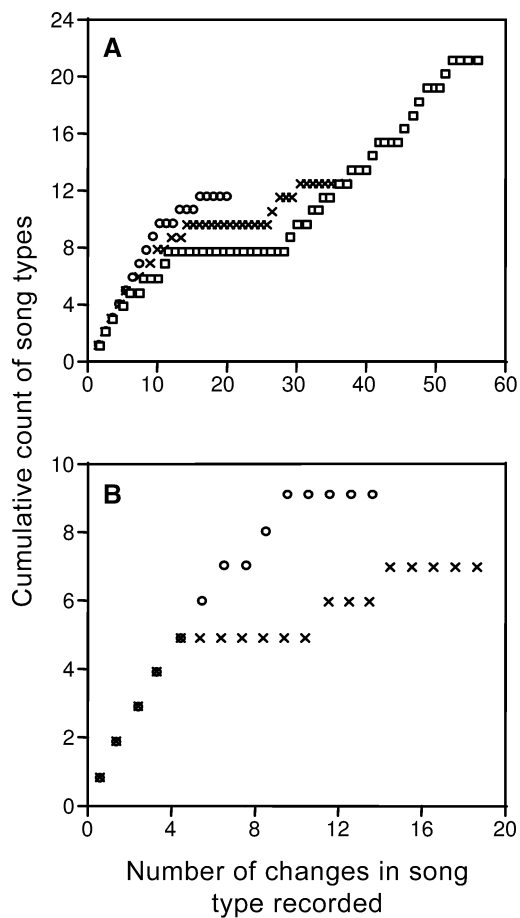 24
A
20
16
12
8
4
0
0 10 20 30 40 50 60
Cumulative count of song types
10
B
8
6
4
2
0
0 4 8 12 16 20
Number of changes in song
type recorded